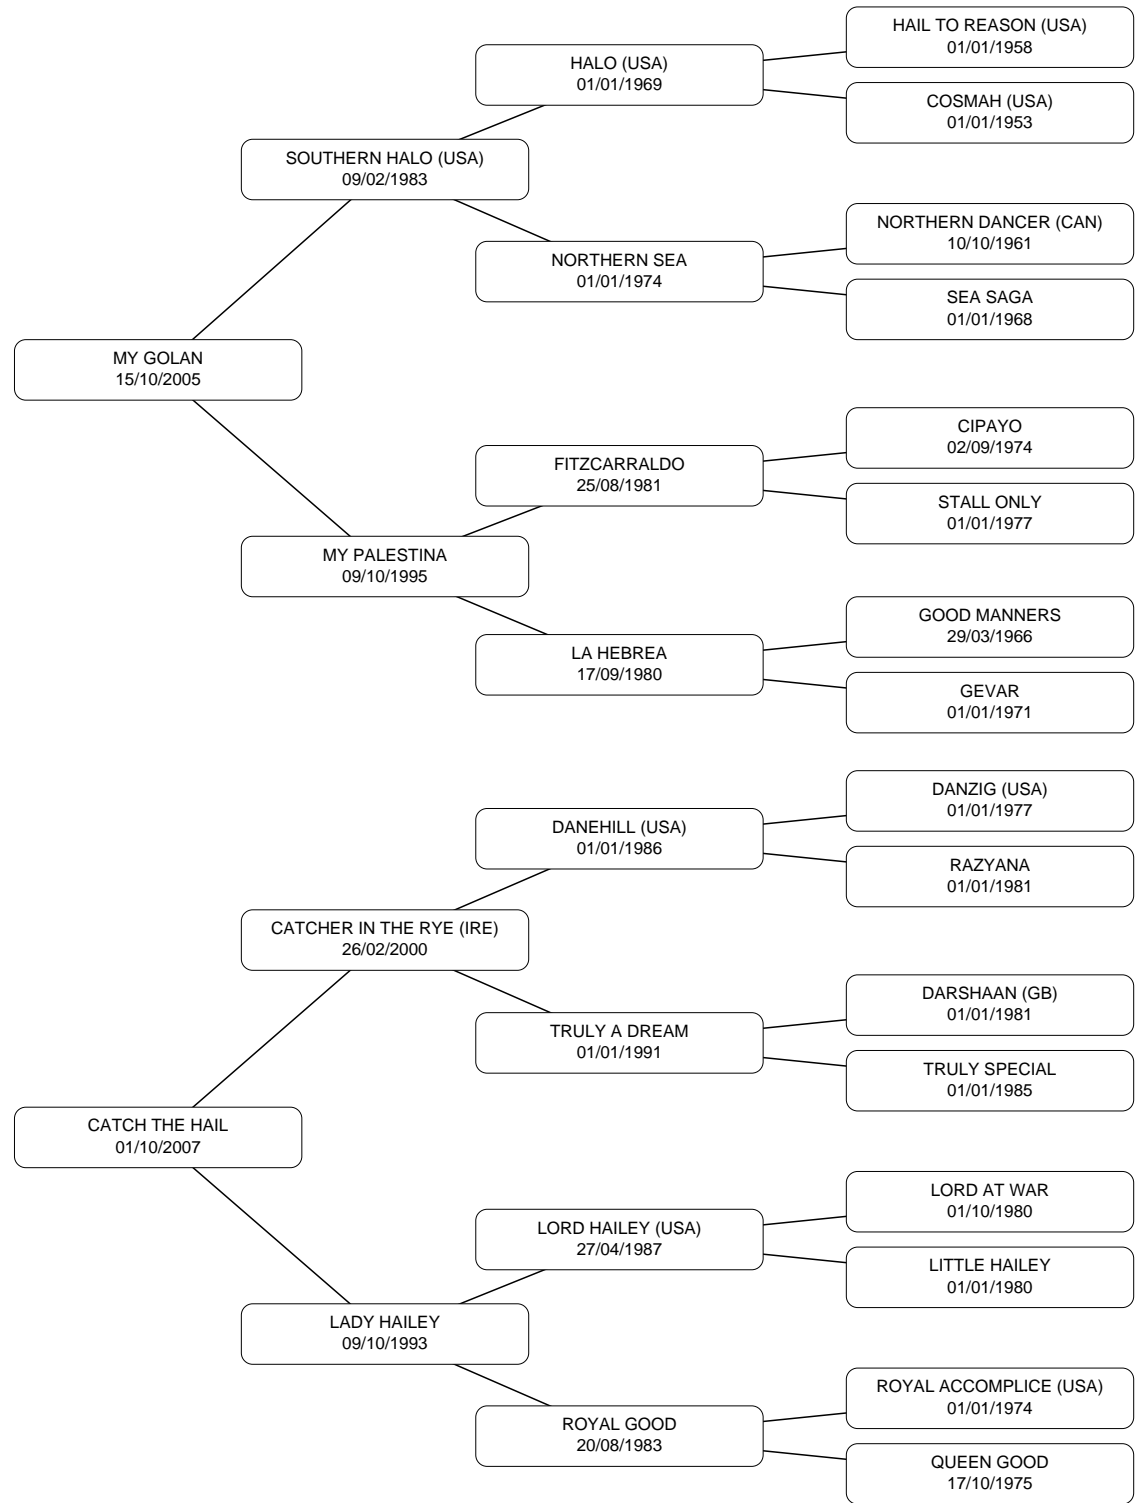 HAIL TO REASON (USA)
01/01/1958
HALO (USA)
01/01/1969
COSMAH (USA)
01/01/1953
SOUTHERN HALO (USA)
09/02/1983
NORTHERN DANCER (CAN)
10/10/1961
NORTHERN SEA
01/01/1974
SEA SAGA
01/01/1968
MY GOLAN
15/10/2005
CIPAYO
02/09/1974
FITZCARRALDO
25/08/1981
STALL ONLY
01/01/1977
MY PALESTINA
09/10/1995
GOOD MANNERS
29/03/1966
LA HEBREA
17/09/1980
GEVAR
01/01/1971
DANZIG (USA)
01/01/1977
DANEHILL (USA)
01/01/1986
RAZYANA
01/01/1981
CATCHER IN THE RYE (IRE)
26/02/2000
DARSHAAN (GB)
01/01/1981
TRULY A DREAM
01/01/1991
TRULY SPECIAL
01/01/1985
CATCH THE HAIL
01/10/2007
LORD AT WAR
01/10/1980
LORD HAILEY (USA)
27/04/1987
LITTLE HAILEY
01/01/1980
LADY HAILEY
09/10/1993
ROYAL ACCOMPLICE (USA)
01/01/1974
ROYAL GOOD
20/08/1983
QUEEN GOOD
17/10/1975